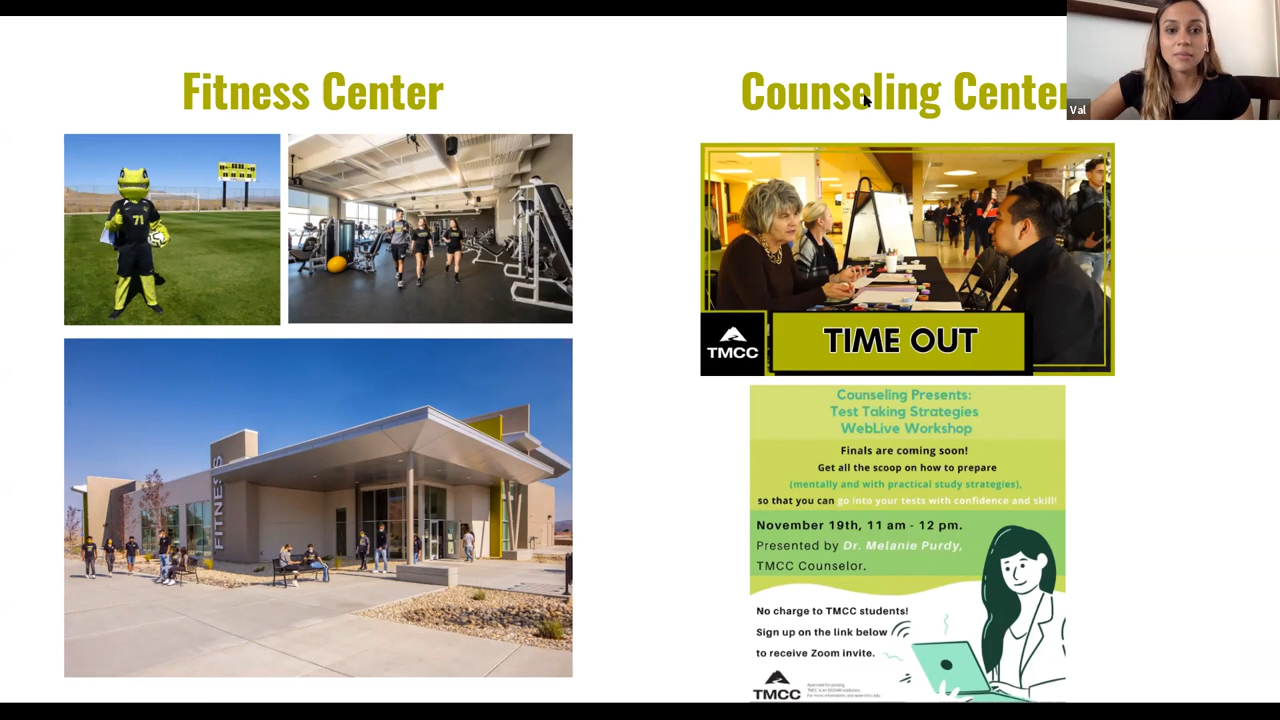 Fitness Center
Counseling Center
Val
71
FITNESS
TIME OUT
TMCC
Counseling Presents:
Test Taking Strategies
WebLive Workshop
Finals are coming soon!
Get all the scoop on how to prepare
(mentally and with practical study strategies),
so that you can go into your tests with confidence and skill!
November 19th, 11 am - 12 pm.
Presented by Dr. Melanie Purdy,
TMCC Counselor.
No charge to TMCC students!
Sign up on the link below
to receive Zoom invite.
TMCC